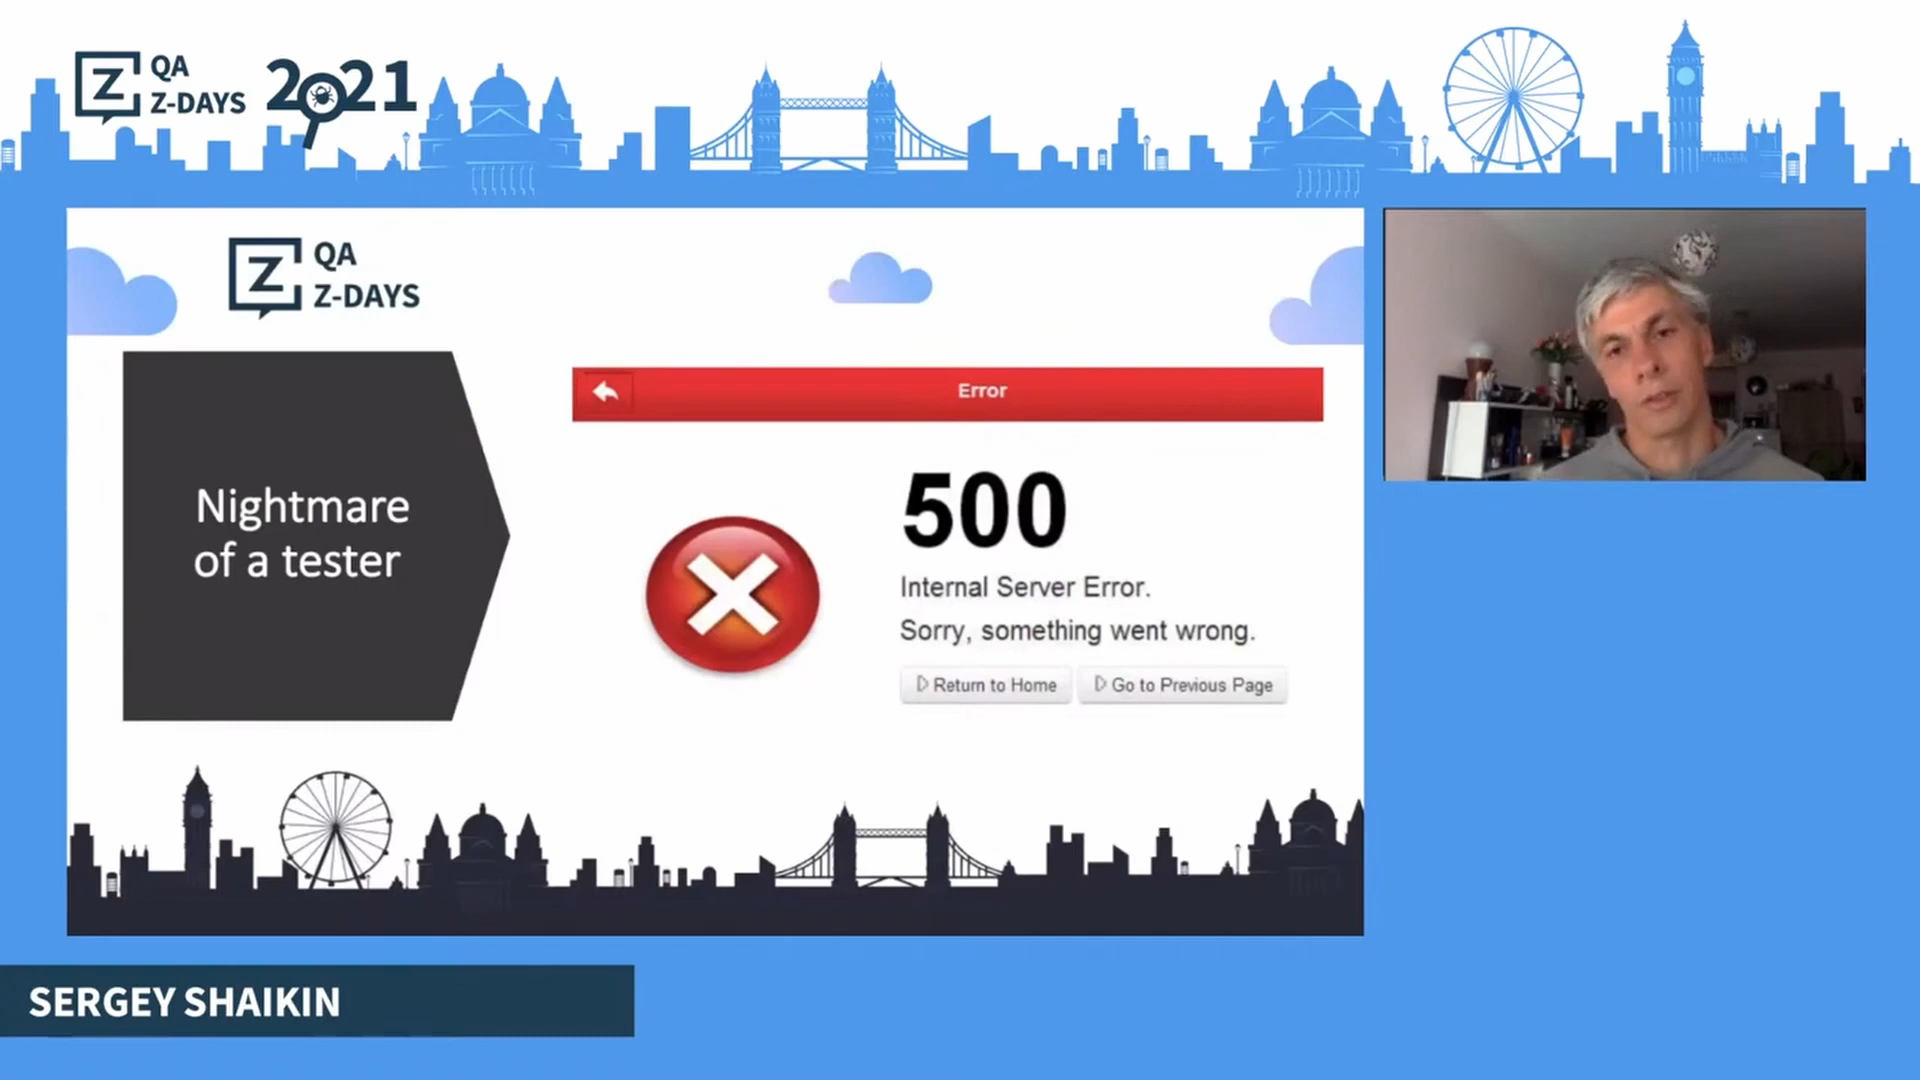 Z QA
Z-DAYS
2021
Z QA
Z-DAYS
Nightmare
of a tester
Error
500
Internal Server Error.
Sorry, something went wrong.
Return to Home
Go to Previous Page
SERGEY SHAIKIN